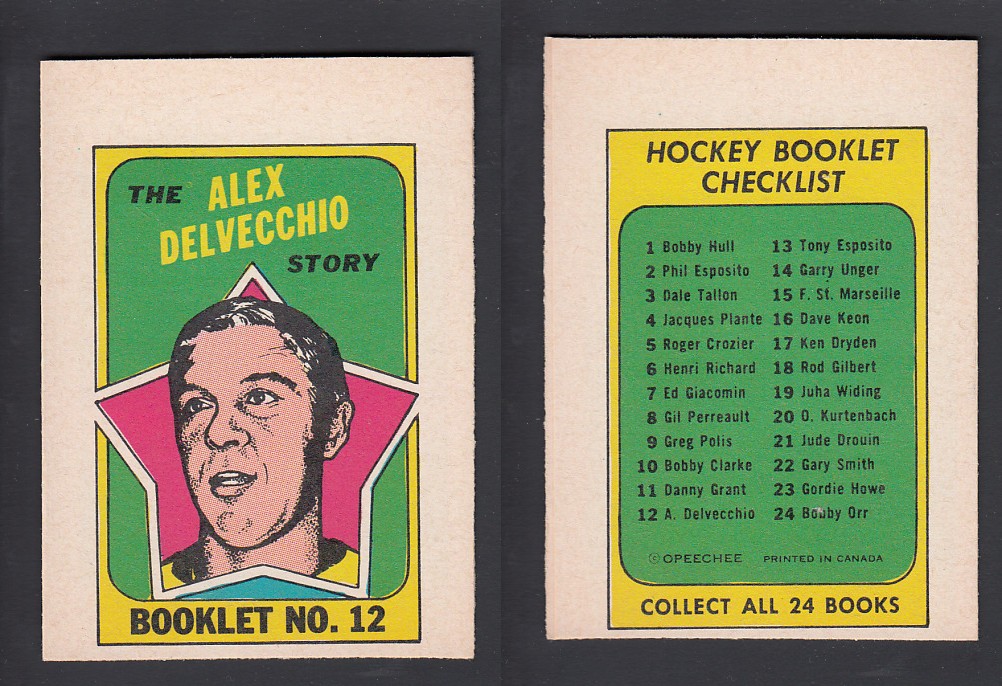 THE ALEX
DELVECCHIO
STORY
BOOKLET NO. 12
HOCKEY BOOKLET
CHECKLIST
1 Bobby Hull 13 Tony Esposito
2 Phil Esposito 14 Garry Unger
3 Dale Tallon 15 F. St. Marseille
4 Jacques Plante 16 Dave Keon
5 Roger Crozier 17 Ken Dryden
6 Henri Richard 18 Rod Gilbert
7 Ed Giacomin 19 Juha Widing
8 Gil Perreault 20 O. Kurtenbach
9 Greg Polis 21 Jude Drouin
10 Bobby Clarke 22 Gary Smith
11 Danny Grant 23 Gordie Howe
12 A. Delvecchio 24 Bobby Orr
© OPEECHEE PRINTED IN CANADA
COLLECT ALL 24 BOOKS